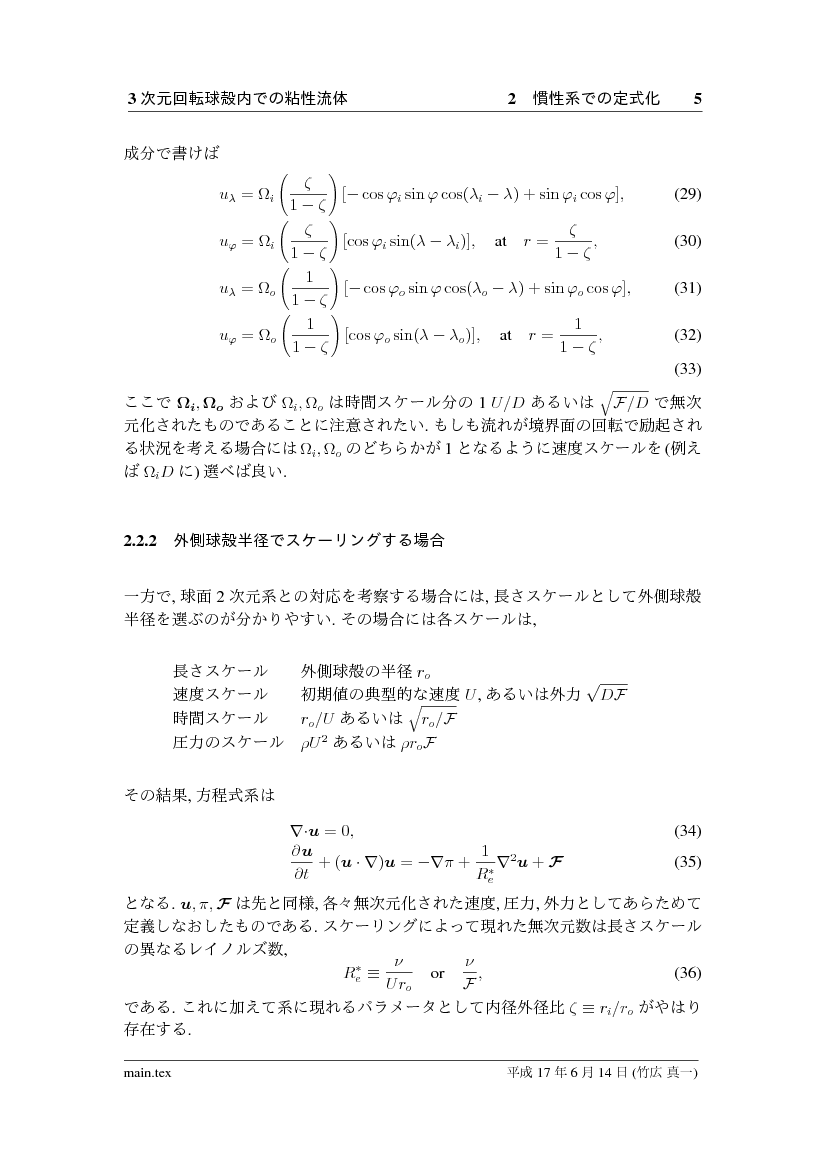 3 次元回転球殻内での粘性流体 2 慣性系での定式化 5
成分で書けば
$u_\lambda = \Omega_i \left( \frac{\zeta}{1-\zeta} \right) [-\cos\varphi_i \sin\varphi \cos(\lambda_i - \lambda) + \sin\varphi_i \cos\varphi],$ (29)
$u_\varphi = \Omega_i \left( \frac{\zeta}{1-\zeta} \right) [\cos\varphi_i \sin(\lambda - \lambda_i)], \quad \text{at} \quad r = \frac{\zeta}{1-\zeta},$ (30)
$u_\lambda = \Omega_o \left( \frac{1}{1-\zeta} \right) [-\cos\varphi_o \sin\varphi \cos(\lambda_o - \lambda) + \sin\varphi_o \cos\varphi],$ (31)
$u_\varphi = \Omega_o \left( \frac{1}{1-\zeta} \right) [\cos\varphi_o \sin(\lambda - \lambda_o)], \quad \text{at} \quad r = \frac{1}{1-\zeta},$ (32)
(33)
ここで $\boldsymbol{\Omega_i}, \boldsymbol{\Omega_o}$ および $\Omega_i, \Omega_o$ は時間スケール分の 1 $U/D$ あるいは $\sqrt{\mathcal{F}/D}$ で無次
元化されたものであることに注意されたい. もしも流れが境界面の回転で励起され
る状況を考える場合には $\Omega_i, \Omega_o$ のどちらかが 1 となるように速度スケールを (例え
ば $\Omega_i D$ に) 選べば良い.
2.2.2 外側球殻半径でスケーリングする場合
一方で, 球面 2 次元系との対応を考察する場合には, 長さスケールとして外側球殻
半径を選ぶのが分かりやすい. その場合には各スケールは,
長さスケール 外側球殻の半径 $r_o$
速度スケール 初期値の典型的な速度 $U$, あるいは外力 $\sqrt{D\mathcal{F}}$
時間スケール $r_o/U$ あるいは $\sqrt{r_o/\mathcal{F}}$
圧力のスケール $\rho U^2$ あるいは $\rho r_o \mathcal{F}$
その結果, 方程式系は
$\nabla \cdot \boldsymbol{u} = 0,$ (34)
$\frac{\partial \boldsymbol{u}}{\partial t} + (\boldsymbol{u} \cdot \nabla)\boldsymbol{u} = -\nabla\pi + \frac{1}{R_e^*} \nabla^2 \boldsymbol{u} + \boldsymbol{\mathcal{F}}$ (35)
となる. $\boldsymbol{u}, \pi, \boldsymbol{\mathcal{F}}$ は先と同様, 各々無次元化された速度, 圧力, 外力としてあらためて
定義しなおしたものである. スケーリングによって現れた無次元数は長さスケール
の異なるレイノルズ数,
$R_e^* \equiv \frac{\nu}{U r_o} \quad \text{or} \quad \frac{\nu}{\mathcal{F}},$ (36)
である. これに加えて系に現れるパラメータとして内径外径比 $\zeta \equiv r_i/r_o$ がやはり
存在する.
main.tex 平成 17 年 6 月 14 日 (竹広 真一)